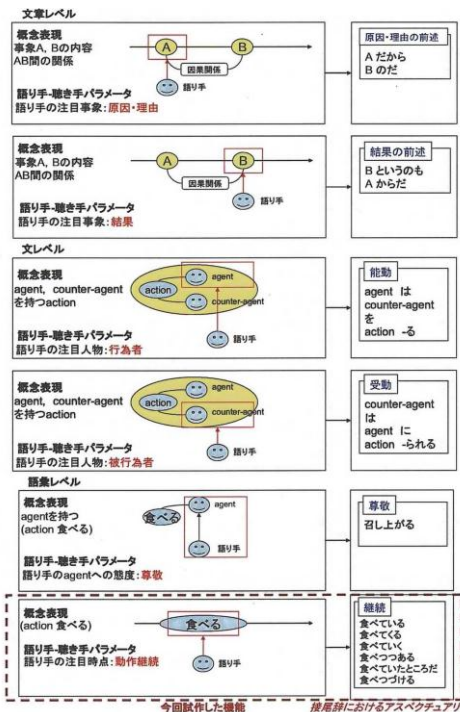 文章レベル
概念表現
事象A, Bの内容
AB間の関係
語り手-聴き手パラメータ
語り手の注目事象:原因・理由
A
B
因果関係
語り手
原因・理由の前述
A だから
B のだ
概念表現
事象A, Bの内容
AB間の関係
語り手-聴き手パラメータ
語り手の注目事象:結果
A
B
因果関係
語り手
結果の前述
B というのも
A からだ
文レベル
概念表現
agent, counter-agent
を持つaction
語り手-聴き手パラメータ
語り手の注目人物:行為者
action
agent
counter-agent
語り手
能動
agent は
counter-agent
を
action -る
概念表現
agent, counter-agent
を持つaction
語り手-聴き手パラメータ
語り手の注目人物:被行為者
action
agent
counter-agent
語り手
受動
counter-agent
は
agent に
action -られる
語彙レベル
概念表現
agentを持つ
(action 食べる)
語り手-聴き手パラメータ
語り手のagentへの態度:尊敬
食べる
agent
語り手
尊敬
召し上がる
概念表現
(action 食べる)
語り手-聴き手パラメータ
語り手の注目時点:動作継続
食べる
語り手
継続
食べている
食べてくる
食べていく
食べつつある
食べていたところだ
食べつづける
今回試作した機能
接尾辞におけるアスペクチュアリ